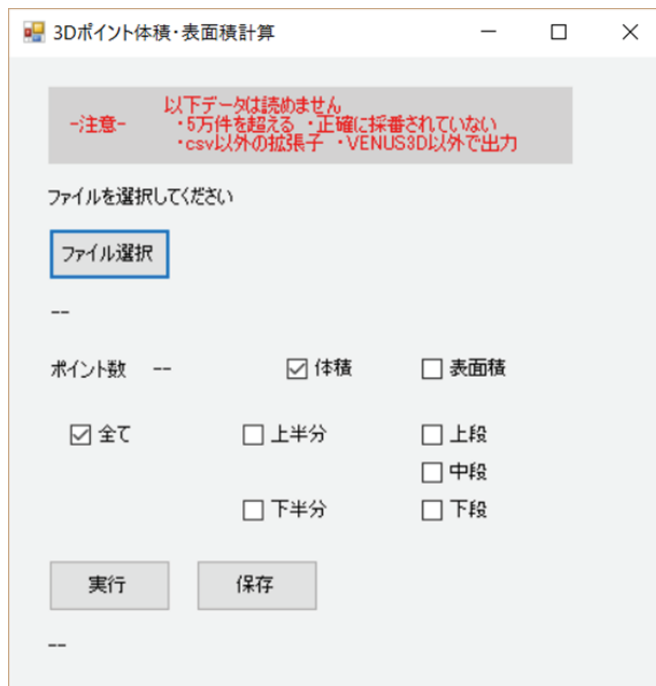 3Dポイント体積・表面積計算
以下データは読めません
-注意- ・5万件を超える ・正確に採番されていない
・csv以外の拡張子 ・VENUS3D以外で出力
ファイルを選択してください
ファイル選択
--
ポイント数 -- 体積 表面積
全て 上半分 上段
中段
下半分 下段
実行 保存
--